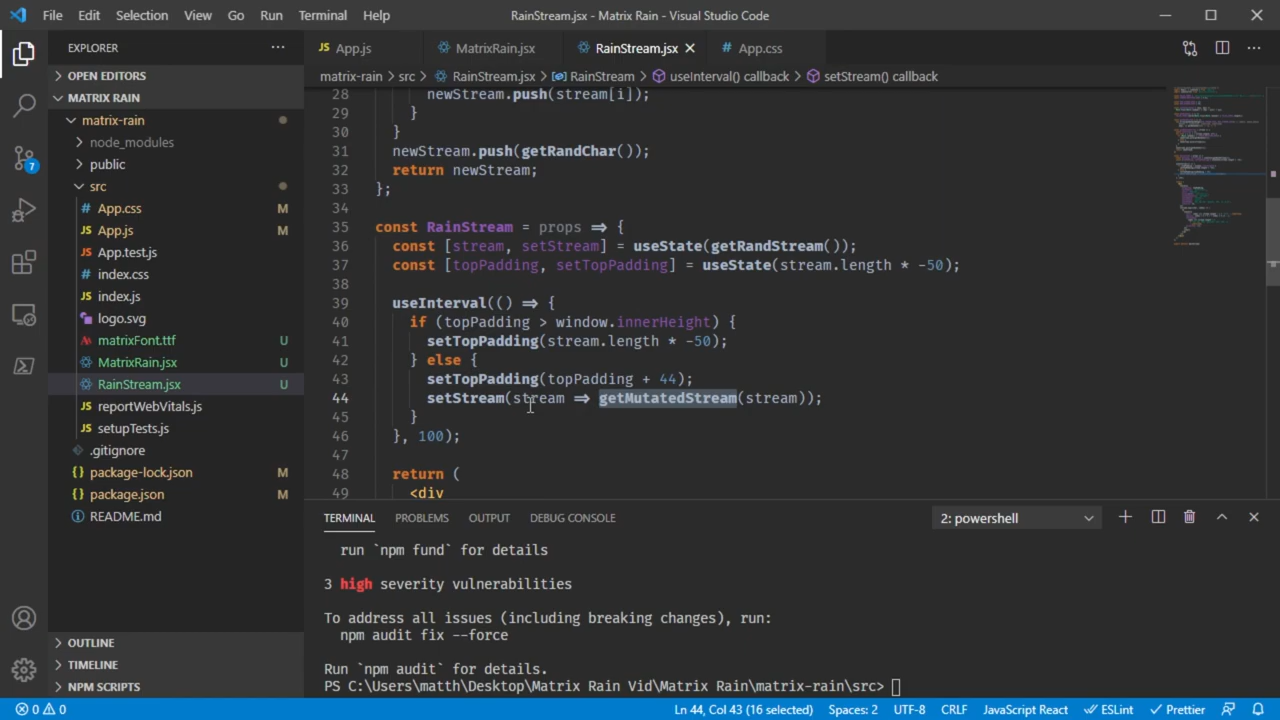 File Edit Selection View Go Run Terminal Help RainStream.jsx - Matrix Rain - Visual Studio Code
EXPLORER
OPEN EDITORS
MATRIX RAIN
matrix-rain
node_modules
public
src
# App.css M
JS App.js M
JS App.test.js
# index.css
JS index.js
logo.svg
matrixFont.ttf U
MatrixRain.jsx U
RainStream.jsx U
JS reportWebVitals.js
JS setupTests.js
.gitignore
{} package-lock.json M
{} package.json M
README.md
OUTLINE
TIMELINE
NPM SCRIPTS
7
JS App.js MatrixRain.jsx RainStream.jsx # App.css
matrix-rain > src > RainStream.jsx > RainStream > useInterval() callback > setStream() callback
28 newStream.push(stream[i]);
29 }
30 }
31 newStream.push(getRandChar());
32 return newStream;
33 };
34
35 const RainStream = props => {
36 const [stream, setStream] = useState(getRandStream());
37 const [topPadding, setTopPadding] = useState(stream.length * -50);
38
39 useInterval(() => {
40 if (topPadding > window.innerHeight) {
41 setTopPadding(stream.length * -50);
42 } else {
43 setTopPadding(topPadding + 44);
44 setStream(stream => getMutatedStream(stream));
45 }
46 }, 100);
47
48 return (
49 <div
TERMINAL PROBLEMS OUTPUT DEBUG CONSOLE 2: powershell
run `npm fund` for details
3 high severity vulnerabilities
To address all issues (including breaking changes), run:
npm audit fix --force
Run `npm audit` for details.
PS C:\Users\matth\Desktop\Matrix Rain Vid\Matrix Rain\matrix-rain\src>
0 0 Ln 44, Col 43 (16 selected) Spaces: 2 UTF-8 CRLF JavaScript React ESLint Prettier